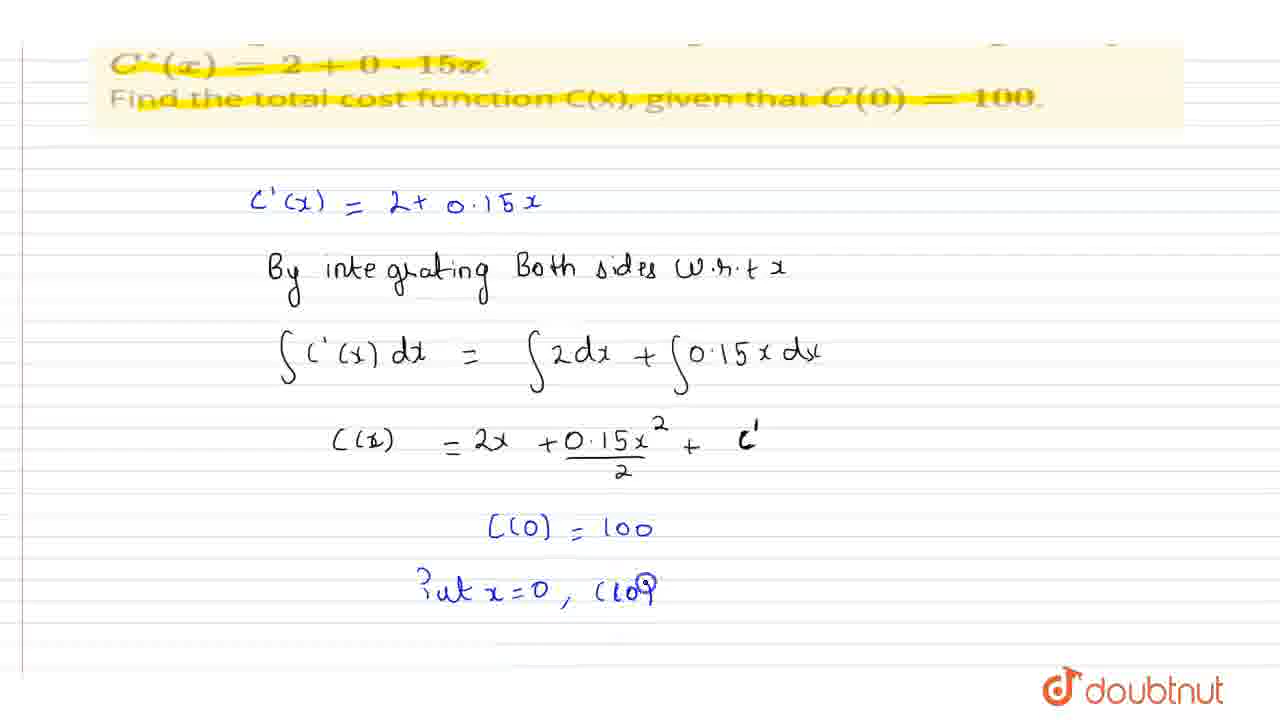 C'(x) = 2 + 0 · 15x.
Find the total cost function C(x), given that C(0) = 100.
C'(x) = 2+ 0.15x
By integrating Both sides w.r.t x
∫ C'(x) dx = ∫ 2dx + ∫ 0.15x dx
C(x) = 2x + 0.15x²/2 + C'
C(0) = 100
Put x=0, C(0)
doubtnut